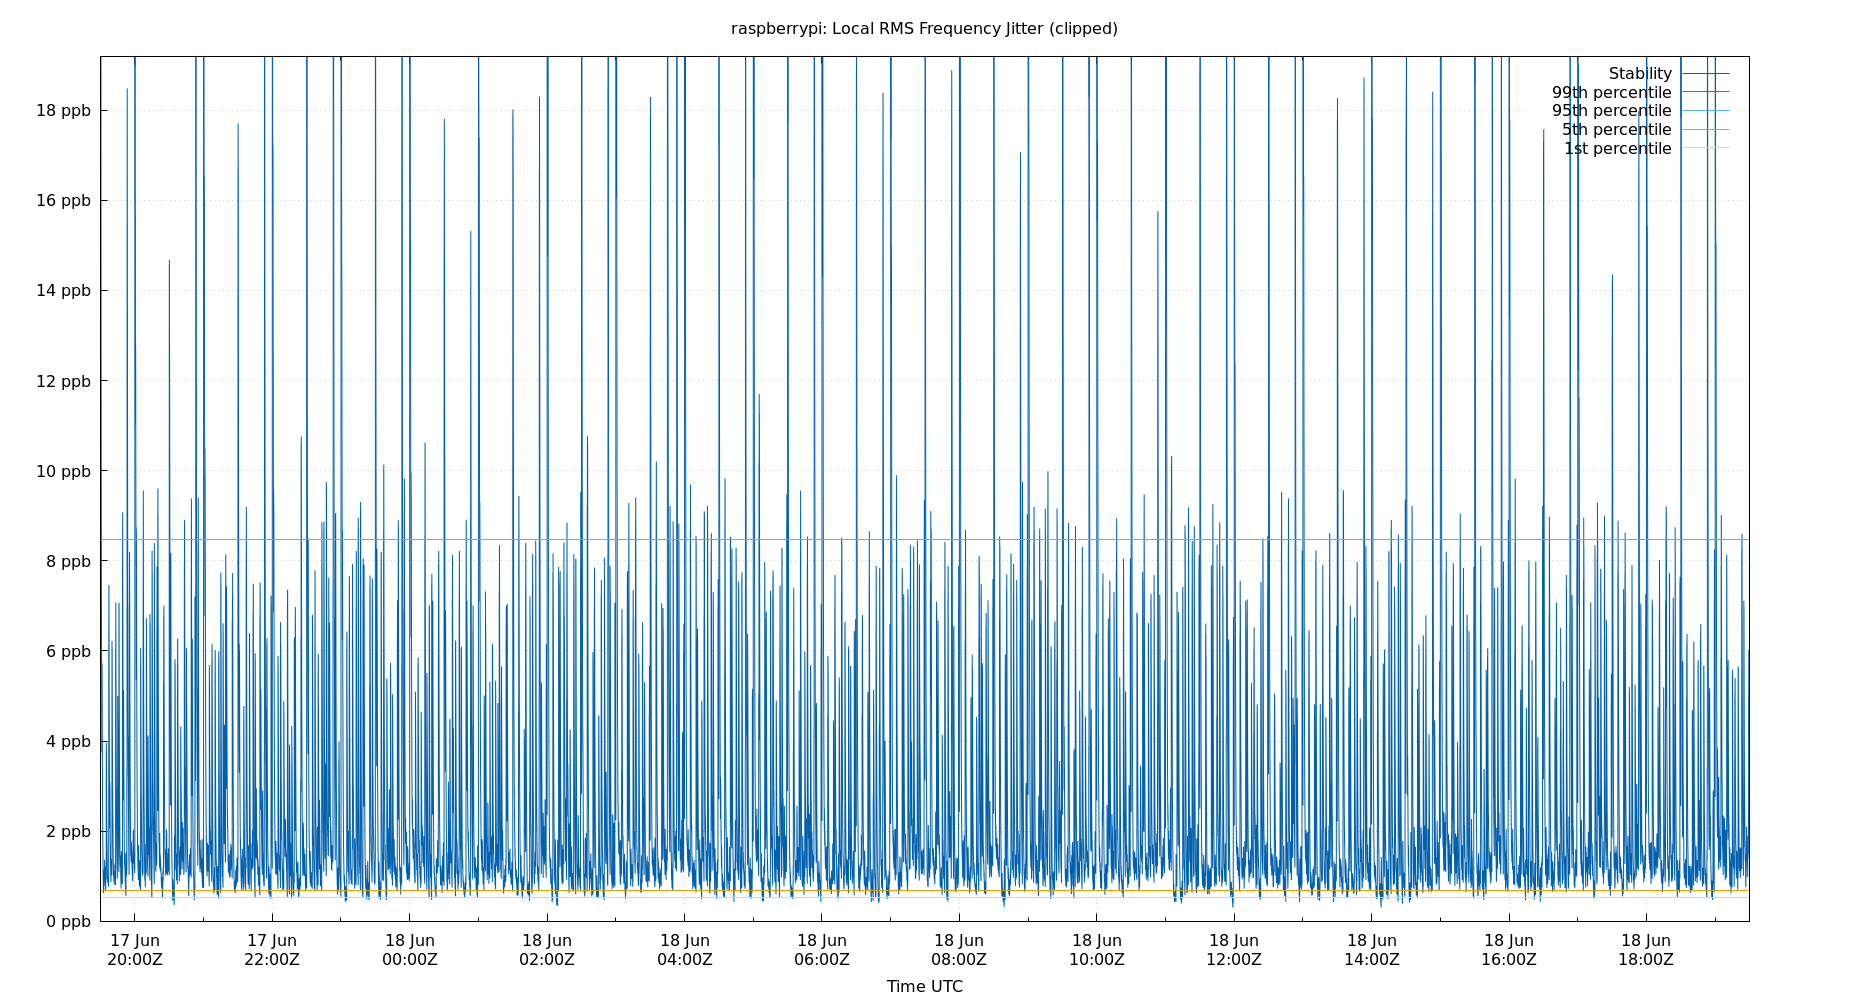 raspberrypi: Local RMS Frequency Jitter (clipped)
Stability
99th percentile
95th percentile
5th percentile
1st percentile
18 ppb
16 ppb
14 ppb
12 ppb
10 ppb
8 ppb
6 ppb
4 ppb
2 ppb
0 ppb
17 Jun 17 Jun 18 Jun 18 Jun 18 Jun 18 Jun 18 Jun 18 Jun 18 Jun 18 Jun 18 Jun 18 Jun
20:00Z 22:00Z 00:00Z 02:00Z 04:00Z 06:00Z 08:00Z 10:00Z 12:00Z 14:00Z 16:00Z 18:00Z
Time UTC